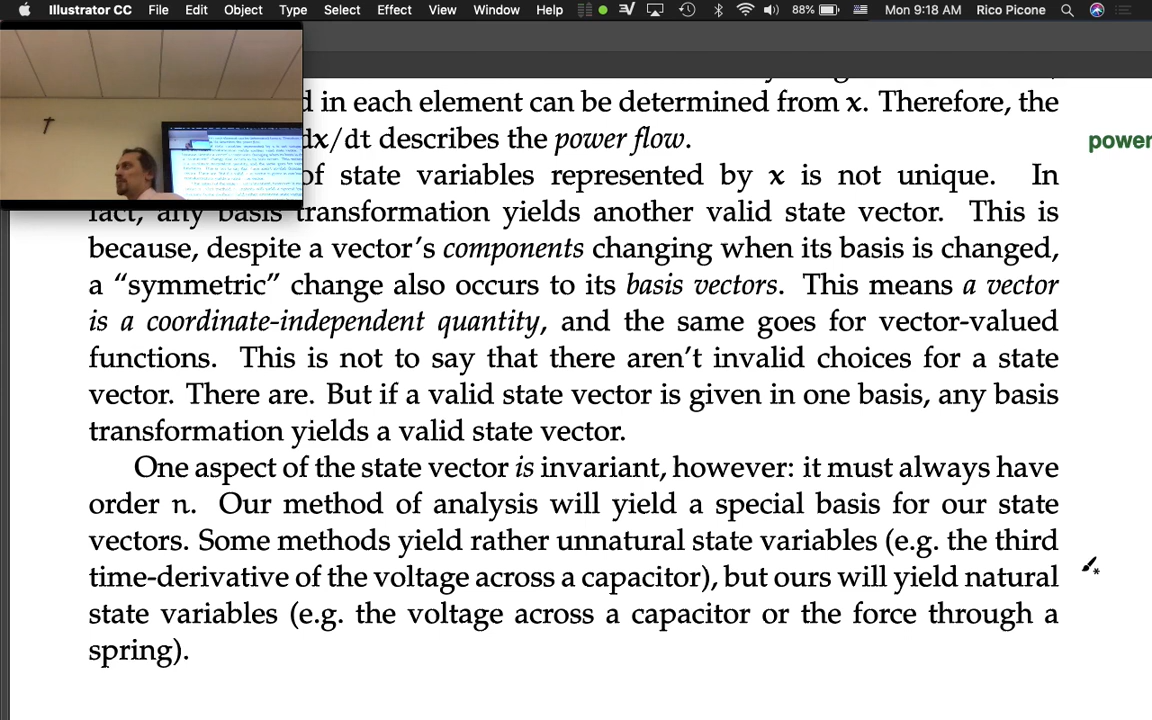 Illustrator CC File Edit Object Type Select Effect View Window Help 88% Mon 9:18 AM Rico Picone
d in each element can be determined from x. Therefore, the
dx/dt describes the power flow.
power
of state variables represented by x is not unique. In
fact, any basis transformation yields another valid state vector. This is
because, despite a vector's components changing when its basis is changed,
a “symmetric” change also occurs to its basis vectors. This means a vector
is a coordinate-independent quantity, and the same goes for vector-valued
functions. This is not to say that there aren't invalid choices for a state
vector. There are. But if a valid state vector is given in one basis, any basis
transformation yields a valid state vector.
One aspect of the state vector is invariant, however: it must always have
order n. Our method of analysis will yield a special basis for our state
vectors. Some methods yield rather unnatural state variables (e.g. the third
time-derivative of the voltage across a capacitor), but ours will yield natural
state variables (e.g. the voltage across a capacitor or the force through a
spring).